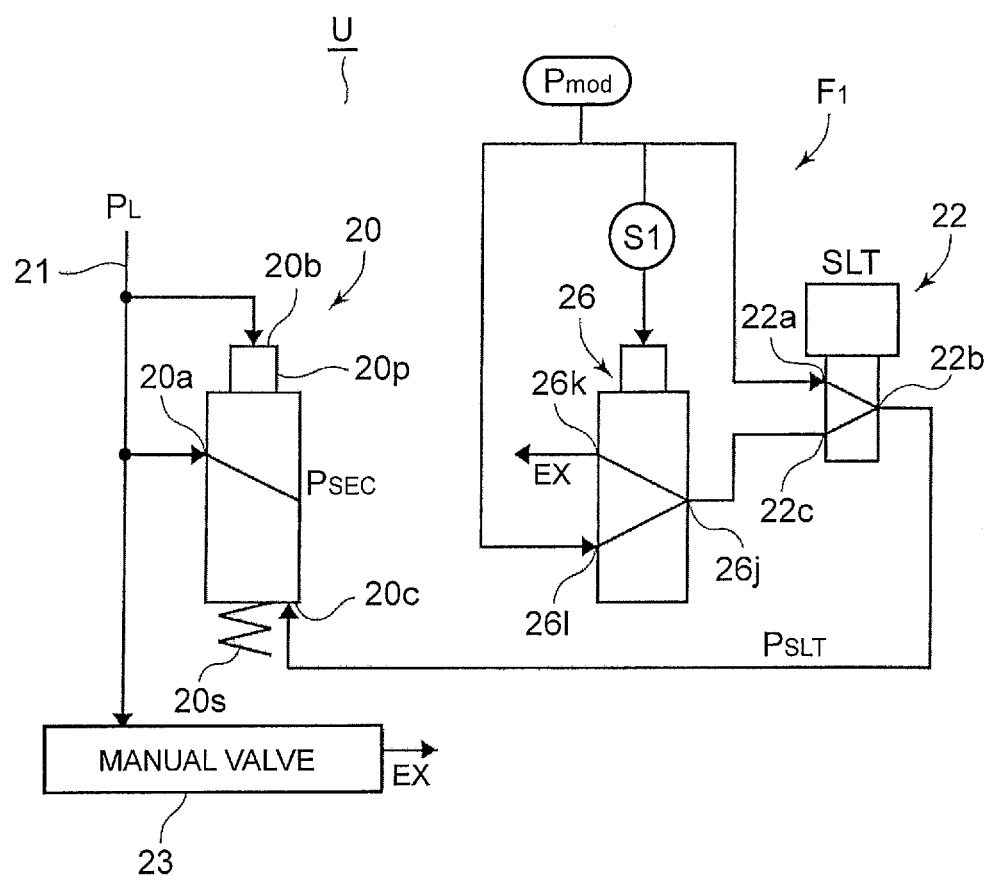 U
Pmod
F1
PL
21
20
20b
20p
20a
PSEC
20c
20s
S1
26
26k
EX
26l
26j
SLT
22
22a
22b
22c
PSLT
MANUAL VALVE
EX
23